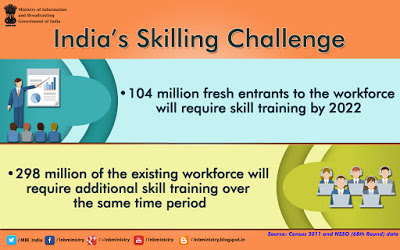 Ministry of Information
and Broadcasting
Government of India
India's Skilling Challenge
• 104 million fresh entrants to the workforce
will require skill training by 2022
• 298 million of the existing workforce will
require additional skill training over
the same time period
Source: Census 2011 and NSSO (68th Round) data
@MIB_India /inbministry /inbministry /inbministry /inbministry.blogspot.in